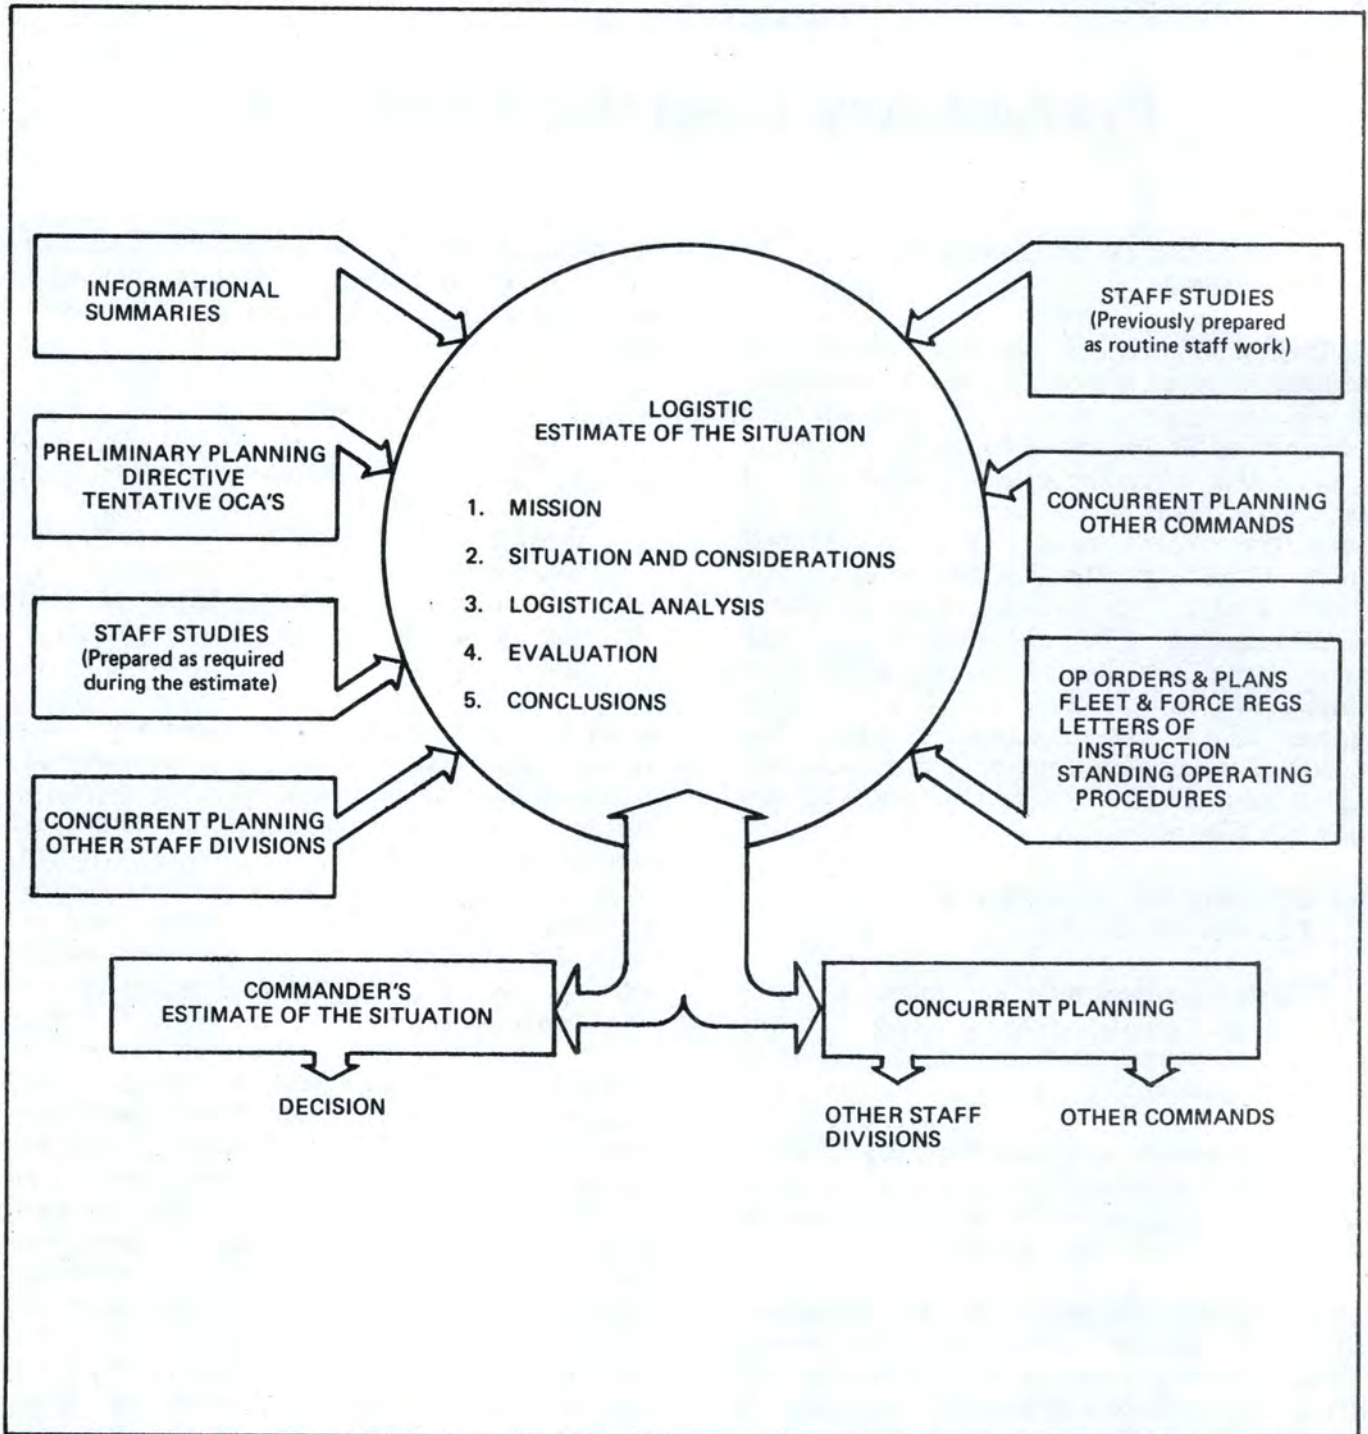 INFORMATIONAL
SUMMARIES
PRELIMINARY PLANNING
DIRECTIVE
TENTATIVE OCA'S
STAFF STUDIES
(Prepared as required
during the estimate)
CONCURRENT PLANNING
OTHER STAFF DIVISIONS
LOGISTIC
ESTIMATE OF THE SITUATION
1. MISSION
2. SITUATION AND CONSIDERATIONS
3. LOGISTICAL ANALYSIS
4. EVALUATION
5. CONCLUSIONS
STAFF STUDIES
(Previously prepared
as routine staff work)
CONCURRENT PLANNING
OTHER COMMANDS
OP ORDERS & PLANS
FLEET & FORCE REGS
LETTERS OF
INSTRUCTION
STANDING OPERATING
PROCEDURES
COMMANDER'S
ESTIMATE OF THE SITUATION
DECISION
CONCURRENT PLANNING
OTHER STAFF
DIVISIONS
OTHER COMMANDS